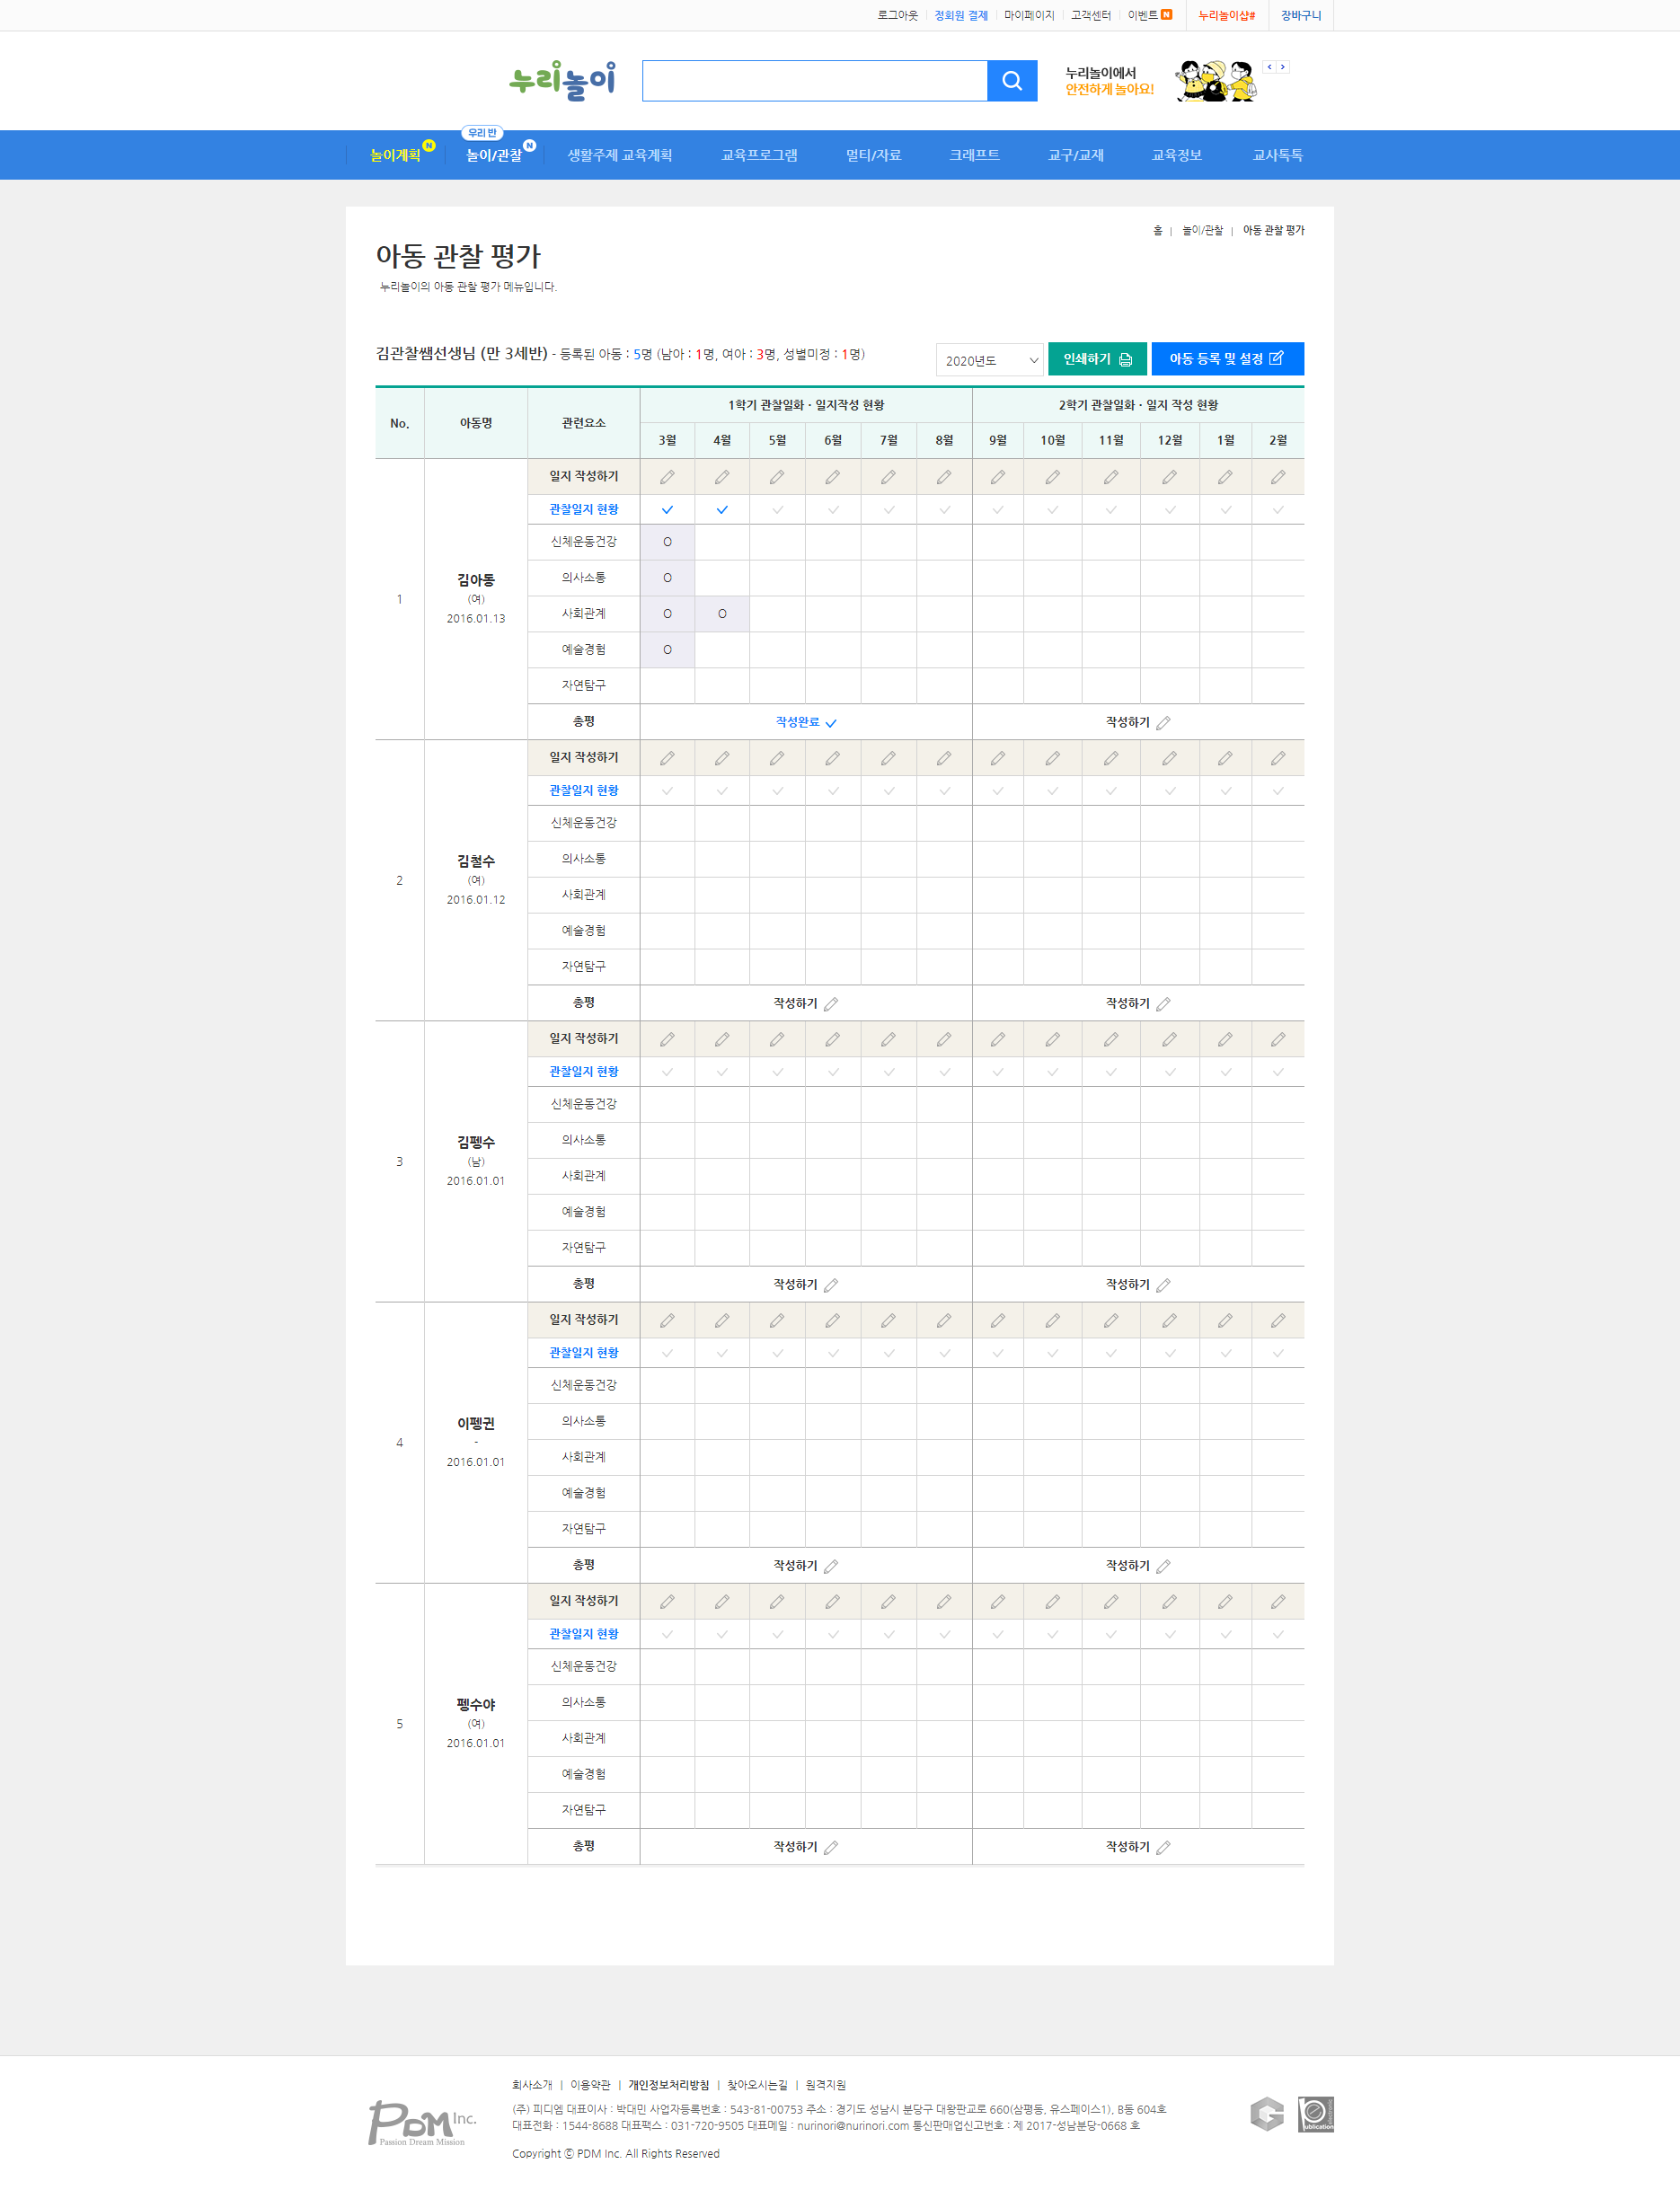 로그아웃 정회원 결제 마이페이지 고객센터 이벤트 N 누리놀이샵# 장바구니
누리놀이
누리놀이에서
안전하게 놀아요!
우리 반
놀이계획 N 놀이/관찰 N 생활주제 교육계획 교육프로그램 멀티/자료 크래프트 교구/교재 교육정보 교사톡톡
홈 | 놀이/관찰 | 아동 관찰 평가
아동 관찰 평가
누리놀이의 아동 관찰 평가 메뉴입니다.
김관찰쌤선생님 (만 3세반) - 등록된 아동 : 5명 (남아 : 1명, 여아 : 3명, 성별미정 : 1명)
2020년도 인쇄하기 아동 등록 및 설정
No. 아동명 관련요소 1학기 관찰일화 · 일지작성 현황 2학기 관찰일화 · 일지 작성 현황
3월 4월 5월 6월 7월 8월 9월 10월 11월 12월 1월 2월
일지 작성하기
관찰일지 현황
신체운동건강 O
의사소통 O
1 김아동 (여) 2016.01.13
사회관계 O O
예술경험 O
자연탐구
총평 작성완료 작성하기
일지 작성하기
관찰일지 현황
신체운동건강
의사소통
2 김철수 (여) 2016.01.12
사회관계
예술경험
자연탐구
총평 작성하기 작성하기
일지 작성하기
관찰일지 현황
신체운동건강
의사소통
3 김펭수 (남) 2016.01.01
사회관계
예술경험
자연탐구
총평 작성하기 작성하기
일지 작성하기
관찰일지 현황
신체운동건강
의사소통
4 이펭귄 - 2016.01.01
사회관계
예술경험
자연탐구
총평 작성하기 작성하기
일지 작성하기
관찰일지 현황
신체운동건강
의사소통
5 펭수야 (여) 2016.01.01
사회관계
예술경험
자연탐구
총평 작성하기 작성하기
회사소개 | 이용약관 | 개인정보처리방침 | 찾아오시는길 | 원격지원
PDM Inc.
Passion Dream Mission
(주) 피디엠 대표이사 : 박대민 사업자등록번호 : 543-81-00753 주소 : 경기도 성남시 분당구 대왕판교로 660(삼평동, 유스페이스1), B동 604호
대표전화 : 1544-8688 대표팩스 : 031-720-9505 대표메일 : nurinori@nurinori.com 통신판매업신고번호 : 제 2017-성남분당-0668 호
Copyright ⓒ PDM Inc. All Rights Reserved